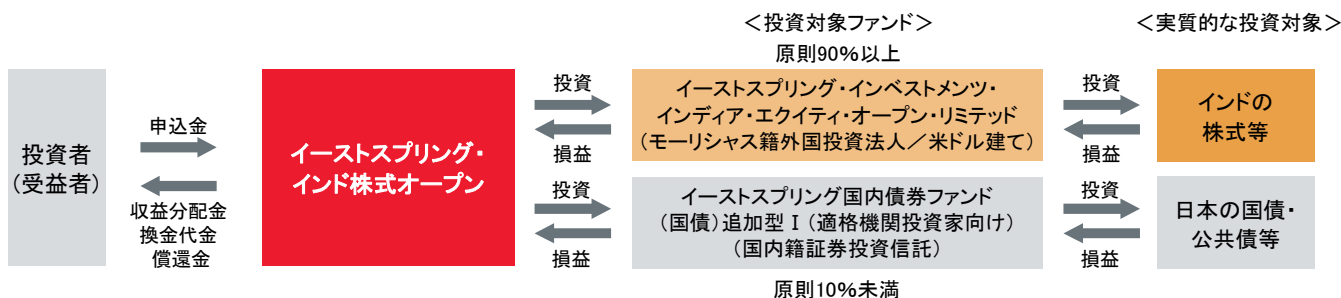 ＜投資対象ファンド＞
＜実質的な投資対象＞
原則90％以上
投資者
（受益者）
申込金
収益分配金
換金代金
償還金
イーストスプリング・
インド株式オープン
投資
損益
イーストスプリング・インベストメンツ・
インディア・エクイティ・オープン・リミテッド
（モーリシャス籍外国投資法人／米ドル建て）
投資
損益
インドの
株式等
投資
損益
イーストスプリング国内債券ファンド
（国債）追加型Ⅰ（適格機関投資家向け）
（国内籍証券投資信託）
投資
損益
日本の国債・
公共債等
原則10％未満